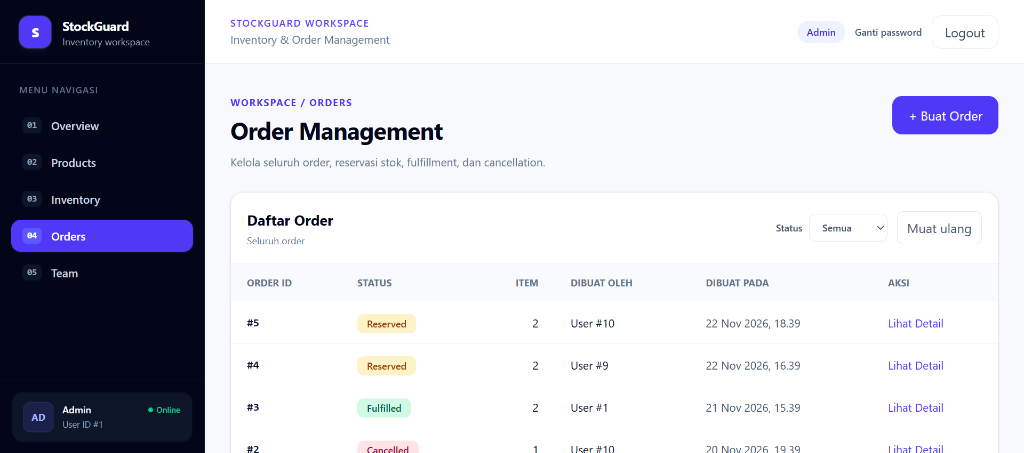 S
StockGuard
Inventory workspace
MENU NAVIGASI
01 Overview
02 Products
03 Inventory
04 Orders
05 Team
AD
Admin
Online
User ID #1
STOCKGUARD WORKSPACE
Inventory & Order Management
Admin
Ganti password
Logout
WORKSPACE / ORDERS
Order Management
Kelola seluruh order, reservasi stok, fulfillment, dan cancellation.
+ Buat Order
Daftar Order
Seluruh order
Status
Semua
Muat ulang
ORDER ID STATUS ITEM DIBUAT OLEH DIBUAT PADA AKSI
#5 Reserved 2 User #10 22 Nov 2026, 18.39 Lihat Detail
#4 Reserved 2 User #9 22 Nov 2026, 16.39 Lihat Detail
#3 Fulfilled 2 User #1 21 Nov 2026, 15.39 Lihat Detail
#2 Cancelled 1 User #10 20 Nov 2026, 19.39 Lihat Detail